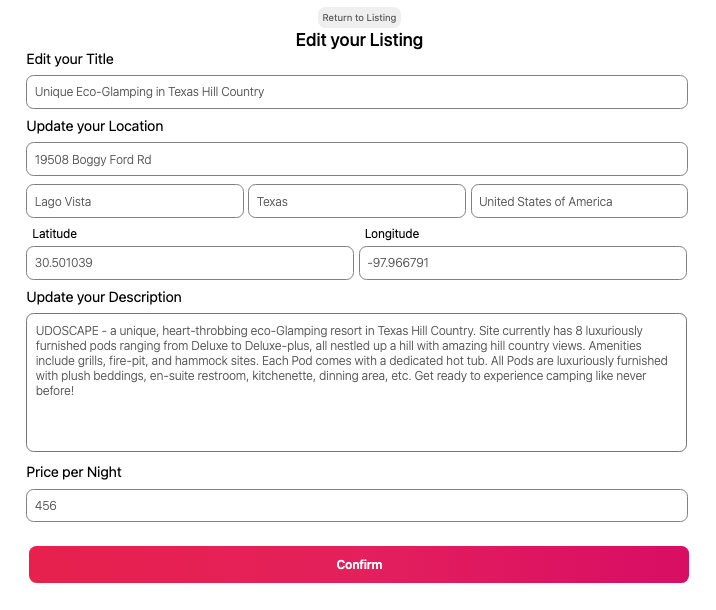 Return to Listing
Edit your Listing
Edit your Title
Unique Eco-Glamping in Texas Hill Country
Update your Location
19508 Boggy Ford Rd
Lago Vista
Texas
United States of America
Latitude
Longitude
30.501039
-97.966791
Update your Description
UDOSCAPE - a unique, heart-throbbing eco-Glamping resort in Texas Hill Country. Site currently has 8 luxuriously
furnished pods ranging from Deluxe to Deluxe-plus, all nestled up a hill with amazing hill country views. Amenities
include grills, fire-pit, and hammock sites. Each Pod comes with a dedicated hot tub. All Pods are luxuriously furnished
with plush beddings, en-suite restroom, kitchenette, dinning area, etc. Get ready to experience camping like never
before!
Price per Night
456
Confirm